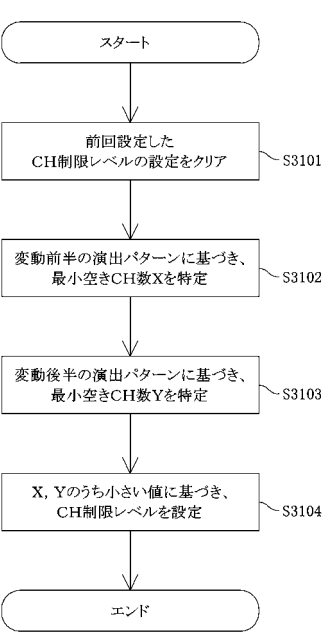 スタート
前回設定した
CH制限レベルの設定をクリア
S3101
変動前半の演出パターンに基づき、
最小空きCH数Xを特定
S3102
変動後半の演出パターンに基づき、
最小空きCH数Yを特定
S3103
X, Yのうち小さい値に基づき、
CH制限レベルを設定
S3104
エンド